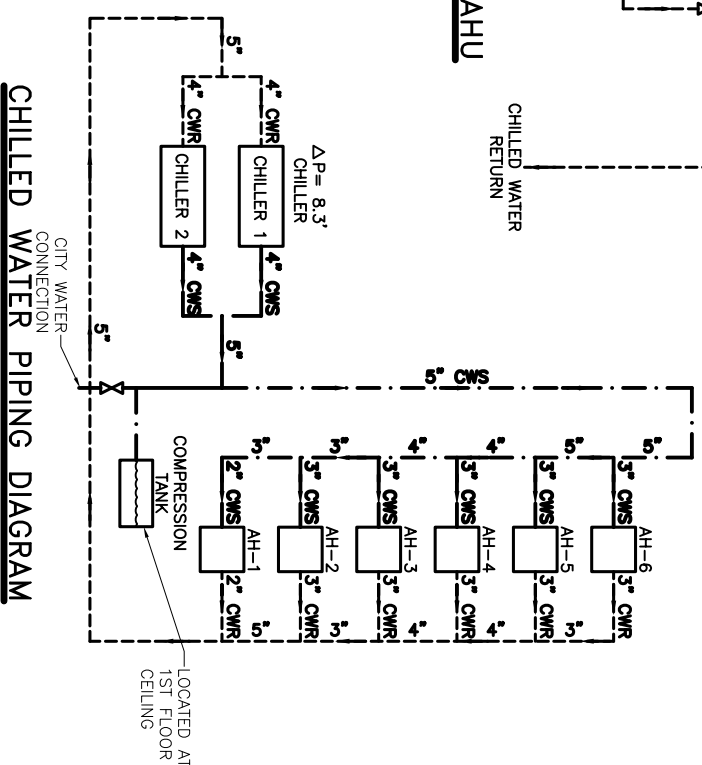 AHU
CHILLED WATER
RETURN
ΔP= 8.3'
CHILLER
5"
4" CWR
CHILLER 1
4" CWS
4" CWR
CHILLER 2
4" CWS
5"
5" CWS
5"
5"
4"
4"
3"
3"
3" CWS
AH-6
3" CWR
3" CWS
AH-5
3" CWR
3" CWS
AH-4
3" CWR
3" CWS
AH-3
3" CWR
3" CWS
AH-2
3" CWR
2" CWS
AH-1
2" CWR
3"
4"
4"
3"
5"
COMPRESSION
TANK
LOCATED AT
1ST FLOOR
CEILING
5"
CITY WATER
CONNECTION
CHILLED WATER PIPING DIAGRAM